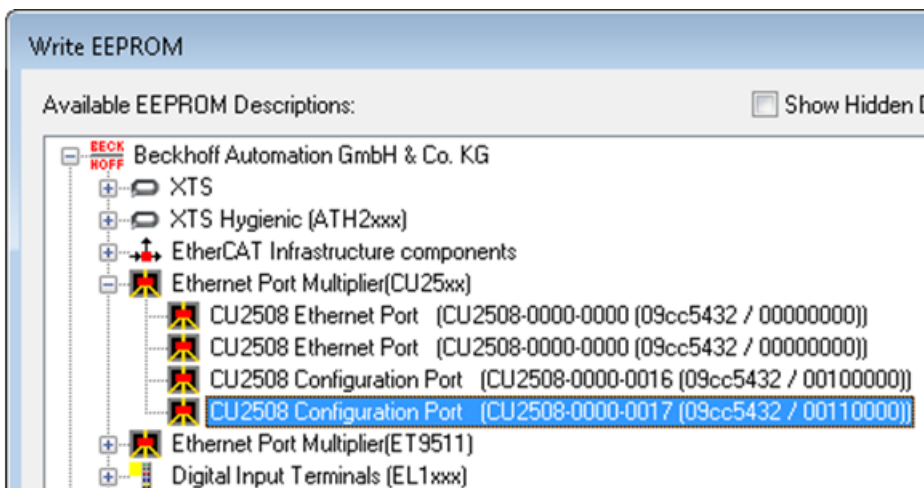 Write EEPROM
Available EEPROM Descriptions:
Show Hidden
BECK
HOFF
Beckhoff Automation GmbH & Co. KG
XTS
XTS Hygienic (ATH2xxx)
EtherCAT Infrastructure components
Ethernet Port Multiplier(CU25xx)
CU2508 Ethernet Port (CU2508-0000-0000 (09cc5432 / 00000000))
CU2508 Ethernet Port (CU2508-0000-0000 (09cc5432 / 00000000))
CU2508 Configuration Port (CU2508-0000-0016 (09cc5432 / 00100000))
CU2508 Configuration Port (CU2508-0000-0017 (09cc5432 / 00110000))
Ethernet Port Multiplier(ET9511)
Digital Input Terminals (EL1xxx)